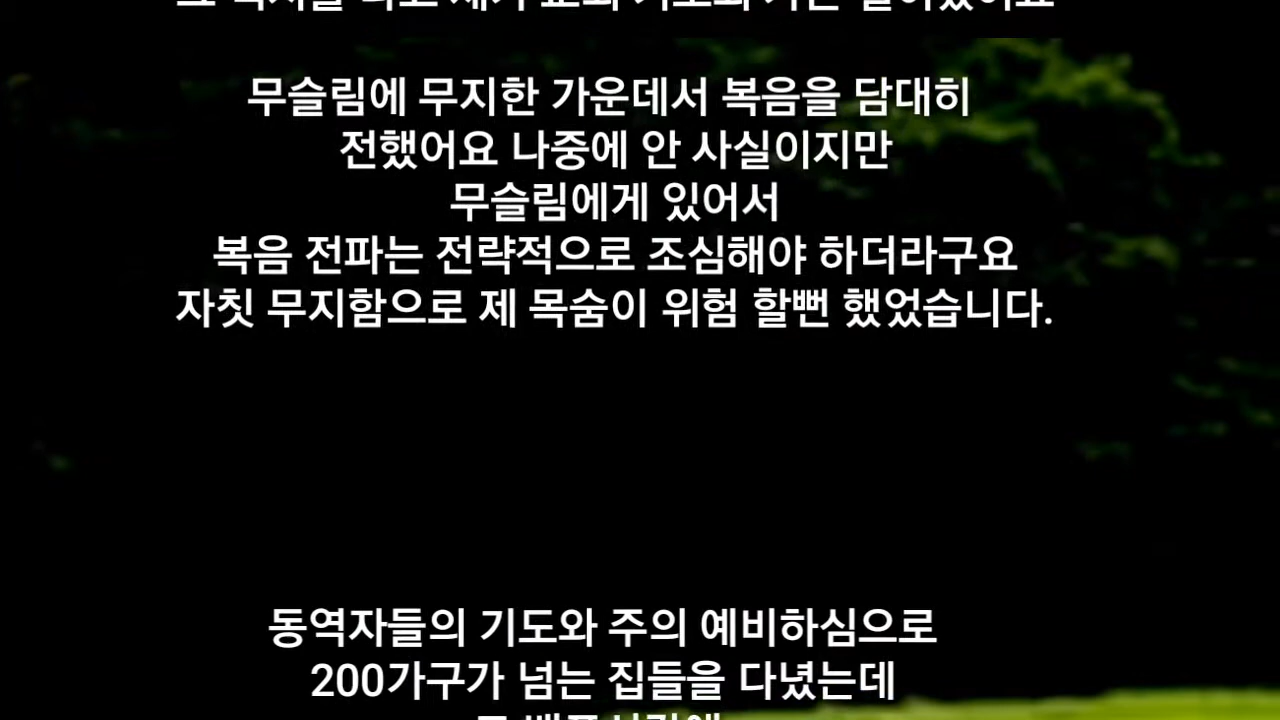 무슬림에 무지한 가운데서 복음을 담대히
전했어요 나중에 안 사실이지만
무슬림에게 있어서
복음 전파는 전략적으로 조심해야 하더라구요
자칫 무지함으로 제 목숨이 위험 할뻔 했었습니다.
동역자들의 기도와 주의 예비하심으로
200가구가 넘는 집들을 다녔는데